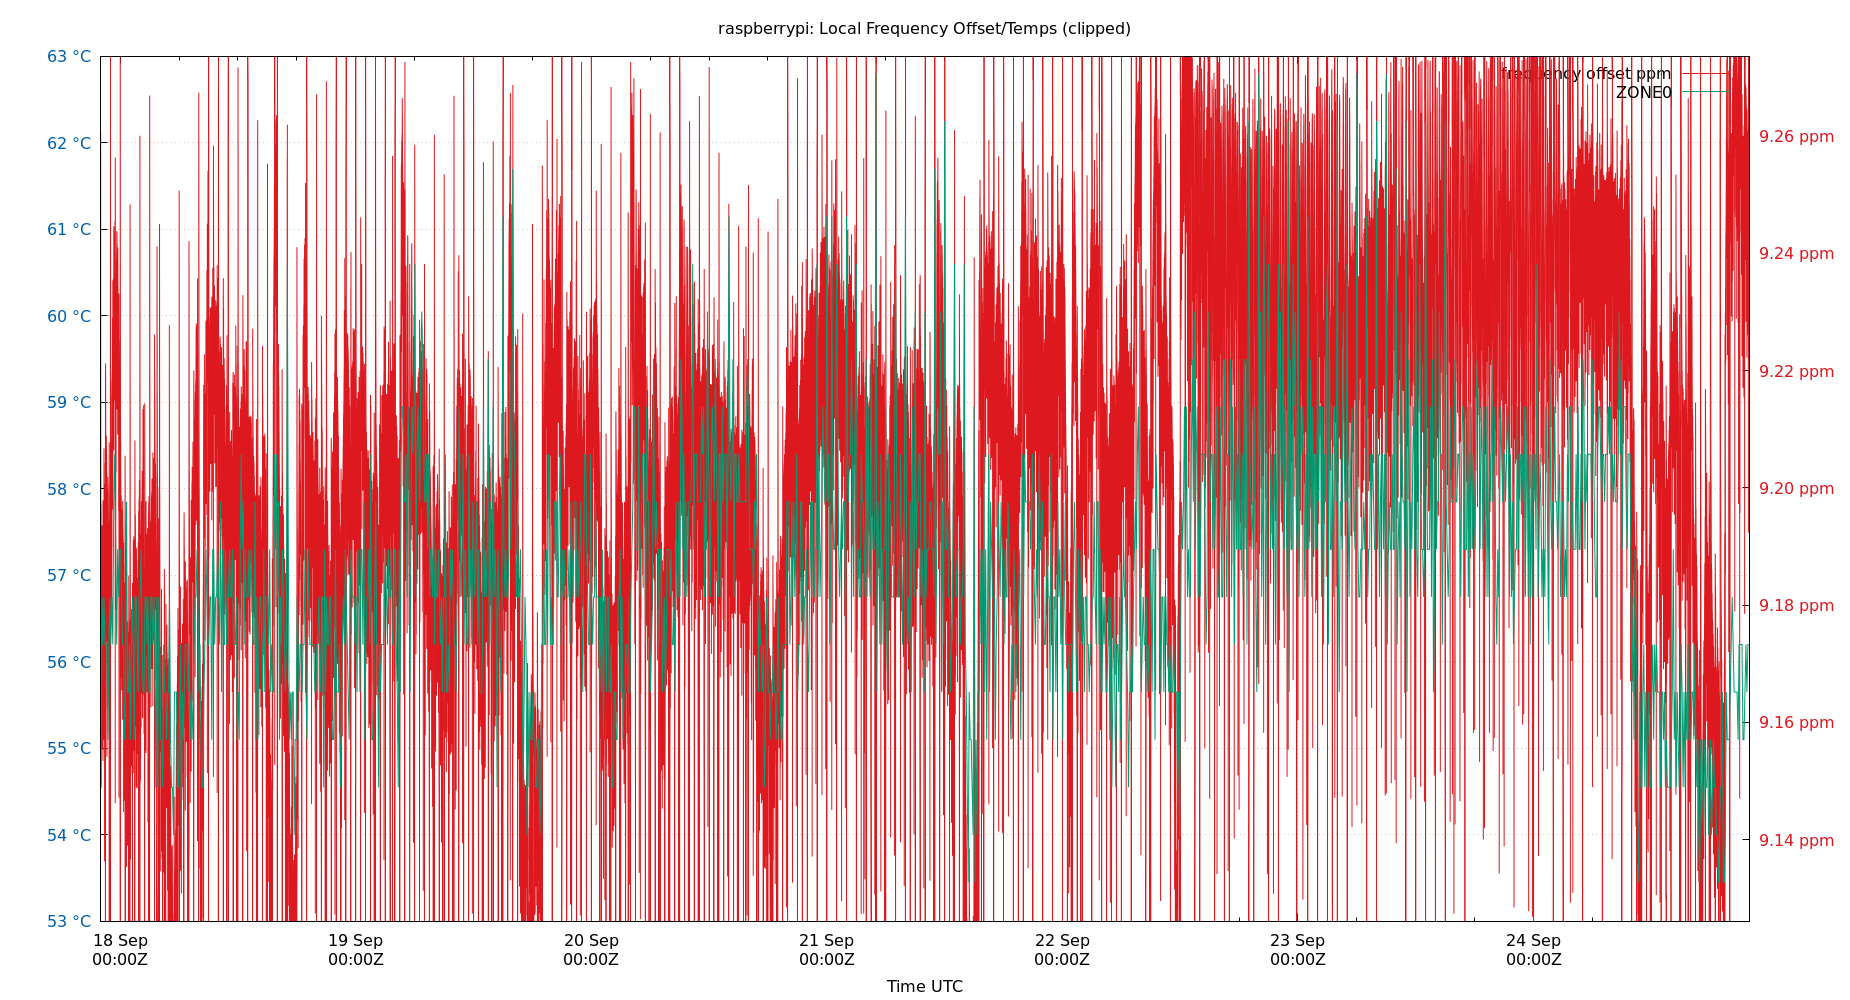 raspberrypi: Local Frequency Offset/Temps (clipped)
63 °C
62 °C
61 °C
60 °C
59 °C
58 °C
57 °C
56 °C
55 °C
54 °C
53 °C
frequency offset ppm
ZONE0
9.26 ppm
9.24 ppm
9.22 ppm
9.20 ppm
9.18 ppm
9.16 ppm
9.14 ppm
18 Sep 19 Sep 20 Sep 21 Sep 22 Sep 23 Sep 24 Sep
00:00Z 00:00Z 00:00Z 00:00Z 00:00Z 00:00Z 00:00Z
Time UTC